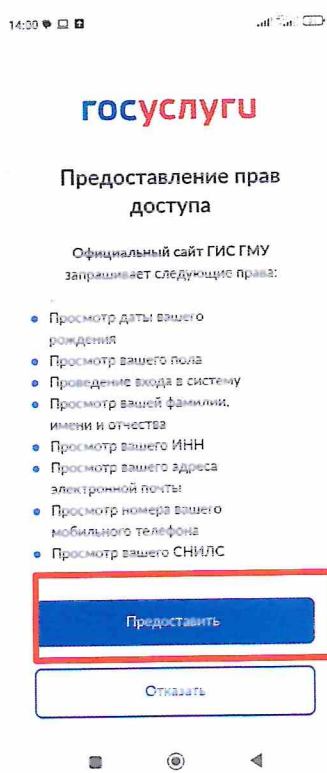 14:00
госуслуги
Предоставление прав
доступа
Официальный сайт ГИС ГМУ
запрашивает следующие права:
Просмотр даты вашего
рождения
Просмотр вашего пола
Проведение входа в систему
Просмотр вашей фамилии,
имени и отчества
Просмотр вашего ИНН
Просмотр вашего адреса
электронной почты
Просмотр номера вашего
мобильного телефона
Просмотр вашего СНИЛС
Предоставить
Отказать